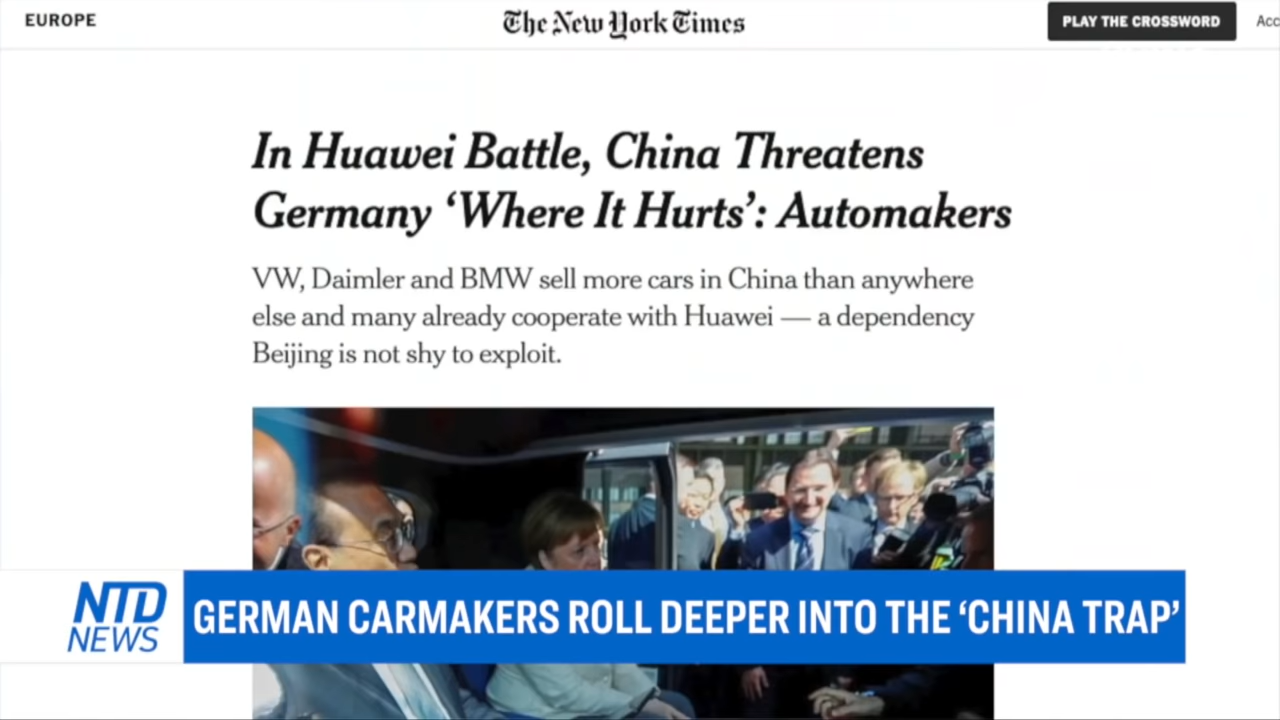 EUROPE
The New York Times
PLAY THE CROSSWORD
Acc
In Huawei Battle, China Threatens
Germany ‘Where It Hurts’: Automakers
VW, Daimler and BMW sell more cars in China than anywhere
else and many already cooperate with Huawei — a dependency
Beijing is not shy to exploit.
NTD
NEWS
GERMAN CARMAKERS ROLL DEEPER INTO THE ‘CHINA TRAP’